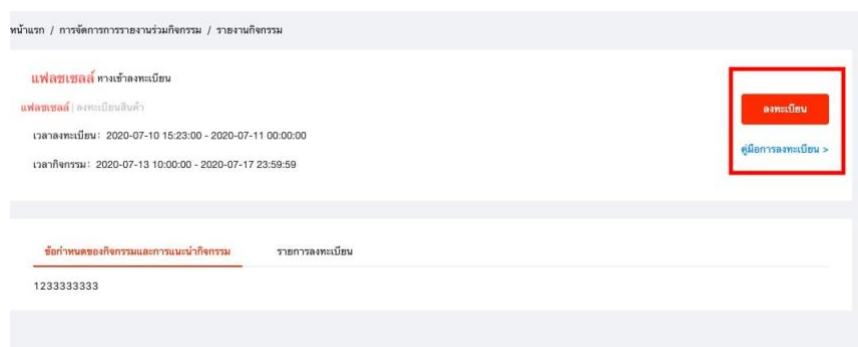 หน้าแรก / การจัดการการรายงานร่วมกิจกรรม / รายงานกิจกรรม
แฟลชเซลล์ ทางเข้าลงทะเบียน
แฟลชเซลล์ | ลงทะเบียนสินค้า
ลงทะเบียน
เวลาลงทะเบียน: 2020-07-10 15:23:00 - 2020-07-11 00:00:00
คู่มือการลงทะเบียน >
เวลากิจกรรม: 2020-07-13 10:00:00 - 2020-07-17 23:59:59
ข้อกำหนดของกิจกรรมและการแนะนำกิจกรรม รายการลงทะเบียน
1233333333